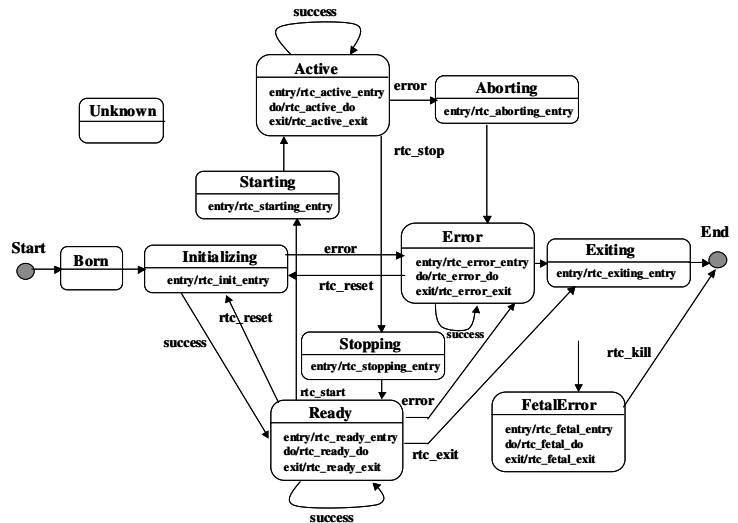 success
Active
entry/rtc_active_entry
do/rtc_active_do
exit/rtc_active_exit
error
Aborting
entry/rtc_aborting_entry
Unknown
rtc_stop
Starting
entry/rtc_starting_entry
Start
Born
Initializing
entry/rtc_init_entry
error
rtc_reset
Error
entry/rtc_error_entry
do/rtc_error_do
exit/rtc_error_exit
success
Exiting
entry/rtc_exiting_entry
End
rtc_reset
success
Stopping
entry/rtc_stopping_entry
rtc_kill
rtc_start
error
Ready
entry/rtc_ready_entry
do/rtc_ready_do
exit/rtc_ready_exit
rtc_exit
FetalError
entry/rtc_fetal_entry
do/rtc_fetal_do
exit/rtc_fetal_exit
success